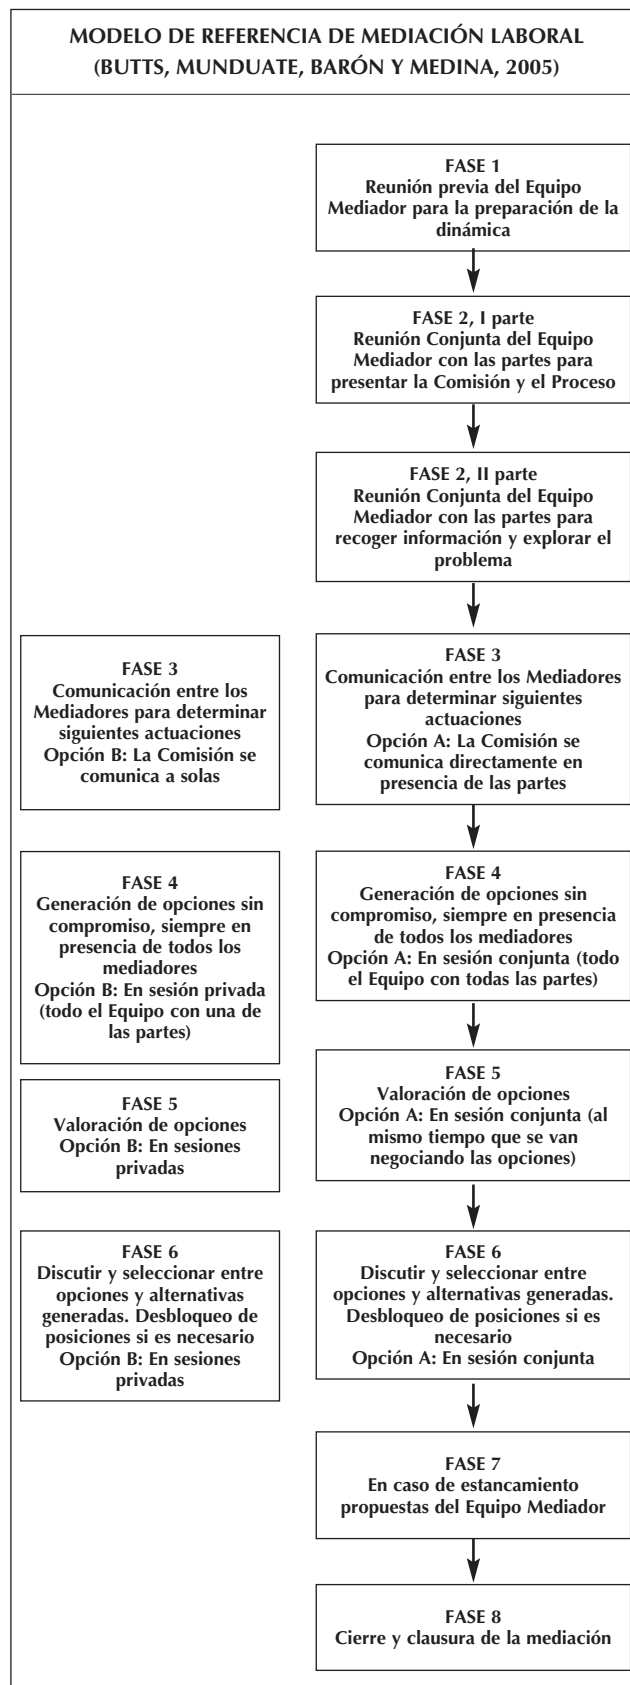 MODELO DE REFERENCIA DE MEDIACIÓN LABORAL
(BUTTS, MUNDUATE, BARÓN Y MEDINA, 2005)
FASE 1
Reunión previa del Equipo
Mediador para la preparación de la
dinámica
FASE 2, I parte
Reunión Conjunta del Equipo
Mediador con las partes para
presentar la Comisión y el Proceso
FASE 2, II parte
Reunión Conjunta del Equipo
Mediador con las partes para
recoger información y explorar el
problema
FASE 3
Comunicación entre los
Mediadores para determinar
siguientes actuaciones
Opción B: La Comisión se
comunica a solas
FASE 3
Comunicación entre los Mediadores
para determinar siguientes
actuaciones
Opción A: La Comisión se
comunica directamente en
presencia de las partes
FASE 4
Generación de opciones sin
compromiso, siempre en
presencia de todos los
mediadores
Opción B: En sesión privada
(todo el Equipo con una de
las partes)
FASE 4
Generación de opciones sin
compromiso, siempre en presencia
de todos los mediadores
Opción A: En sesión conjunta (todo
el Equipo con todas las partes)
FASE 5
Valoración de opciones
Opción B: En sesiones
privadas
FASE 5
Valoración de opciones
Opción A: En sesión conjunta (al
mismo tiempo que se van
negociando las opciones)
FASE 6
Discutir y seleccionar entre
opciones y alternativas
generadas. Desbloqueo de
posiciones si es necesario
Opción B: En sesiones
privadas
FASE 6
Discutir y seleccionar entre
opciones y alternativas generadas.
Desbloqueo de posiciones si es
necesario
Opción A: En sesión conjunta
FASE 7
En caso de estancamiento
propuestas del Equipo Mediador
FASE 8
Cierre y clausura de la mediación